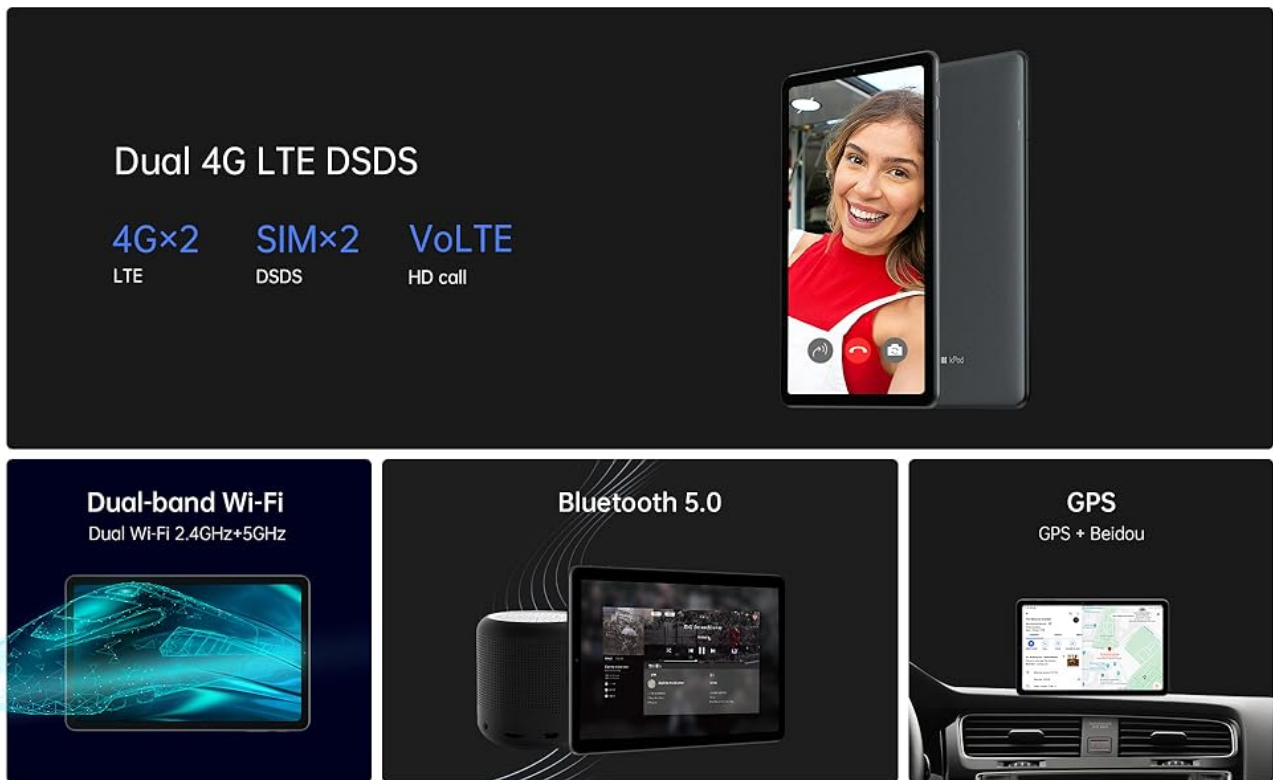 Dual 4G LTE DSDS
4G×2
SIM×2
VoLTE
LTE
DSDS
HD call
Dual-band Wi-Fi
Dual Wi-Fi 2.4GHz+5GHz
Bluetooth 5.0
GPS
GPS + Beidou